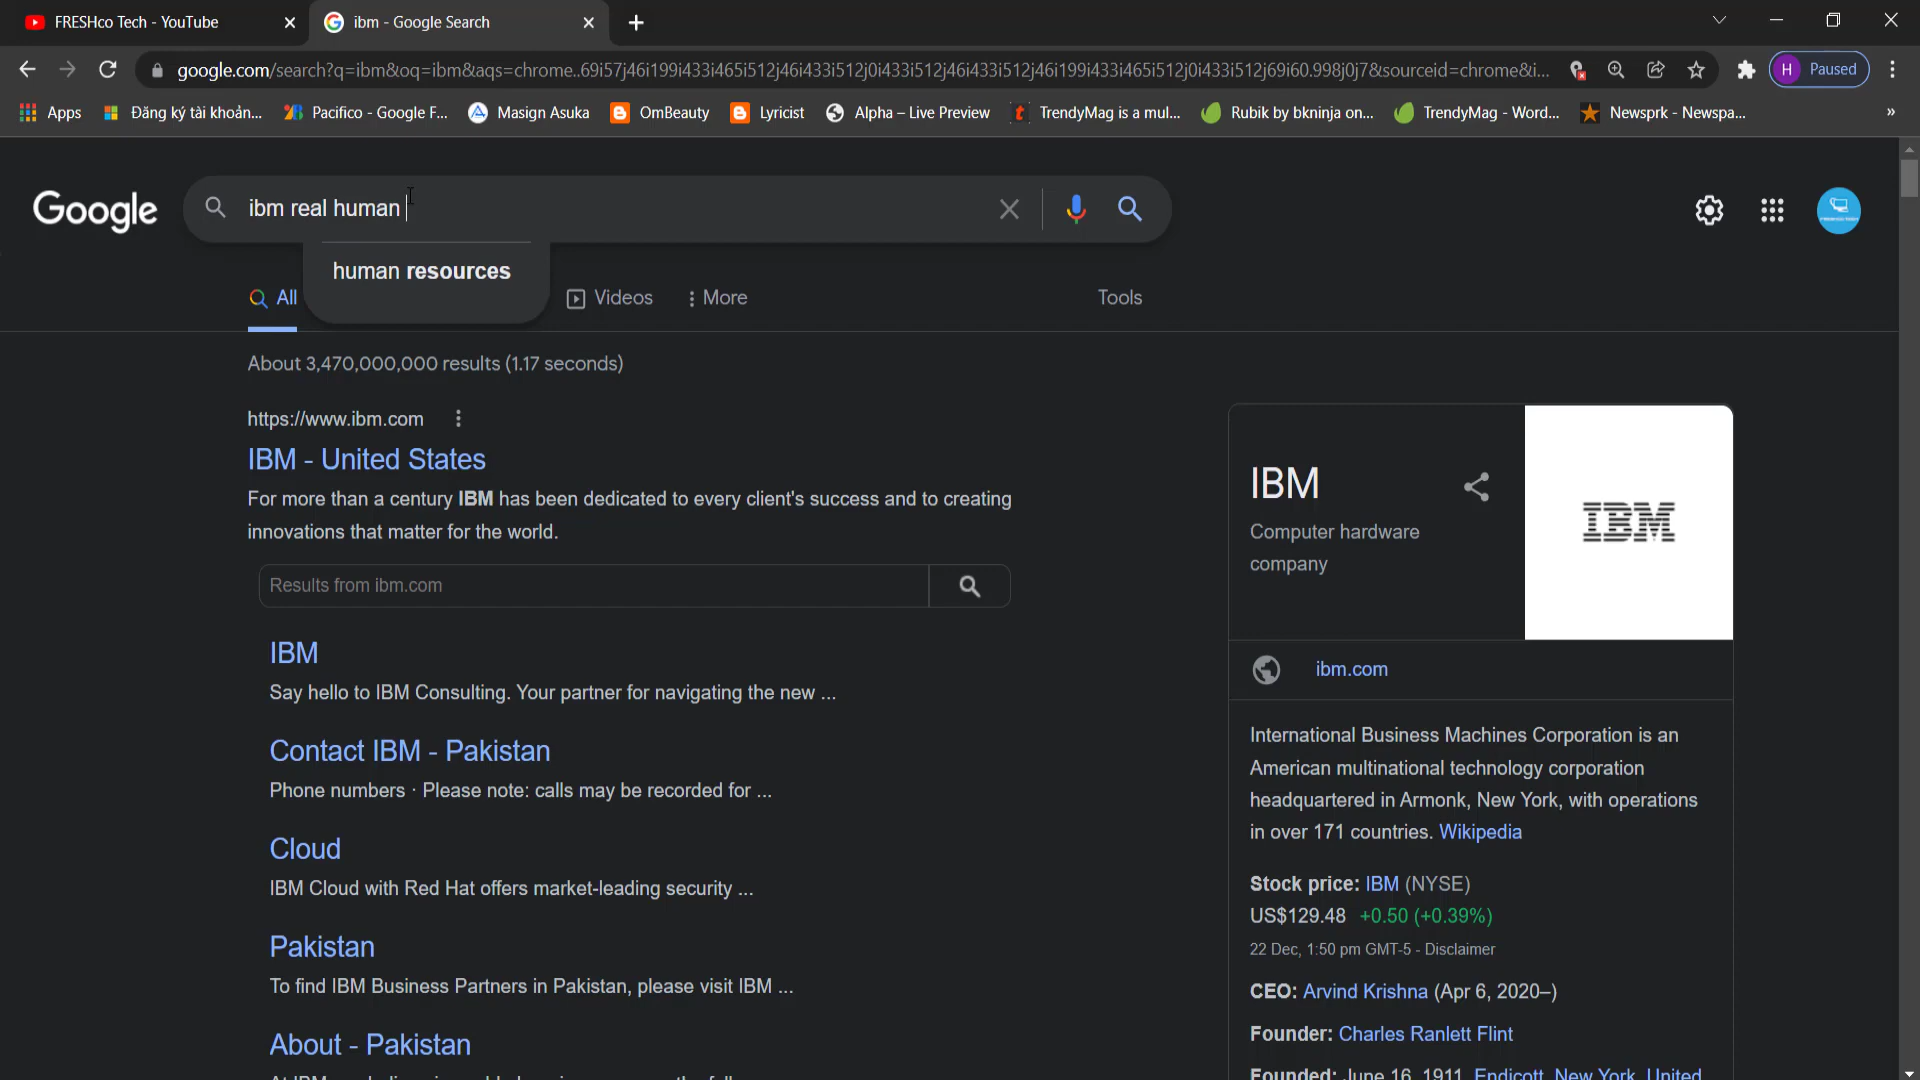 FRESHco Tech - YouTube
ibm - Google Search
google.com/search?q=ibm&oq=ibm&aqs=chrome..69i57j46i199i433i465i512j46i433i512j0i433i512j46i433i512j46i199i433i465i512j0i433i512j69i60.998j0j7&sourceid=chrome&i...
H Paused
Apps
Đăng ký tài khoản...
Pacifico - Google F...
Masign Asuka
OmBeauty
Lyricist
Alpha – Live Preview
TrendyMag is a mul...
Rubik by bkninja on...
TrendyMag - Word...
Newsprk - Newspa...
»
Google
ibm real human
human resources
All
Videos
More
Tools
About 3,470,000,000 results (1.17 seconds)
https://www.ibm.com
IBM - United States
For more than a century IBM has been dedicated to every client's success and to creating
innovations that matter for the world.
Results from ibm.com
IBM
Say hello to IBM Consulting. Your partner for navigating the new ...
Contact IBM - Pakistan
Phone numbers · Please note: calls may be recorded for ...
Cloud
IBM Cloud with Red Hat offers market-leading security ...
Pakistan
To find IBM Business Partners in Pakistan, please visit IBM ...
About - Pakistan
IBM
Computer hardware
company
IBM
ibm.com
International Business Machines Corporation is an
American multinational technology corporation
headquartered in Armonk, New York, with operations
in over 171 countries. Wikipedia
Stock price: IBM (NYSE)
US$129.48 +0.50 (+0.39%)
22 Dec, 1:50 pm GMT-5 - Disclaimer
CEO: Arvind Krishna (Apr 6, 2020–)
Founder: Charles Ranlett Flint
Founded: June 16, 1911, Endicott, New York, United